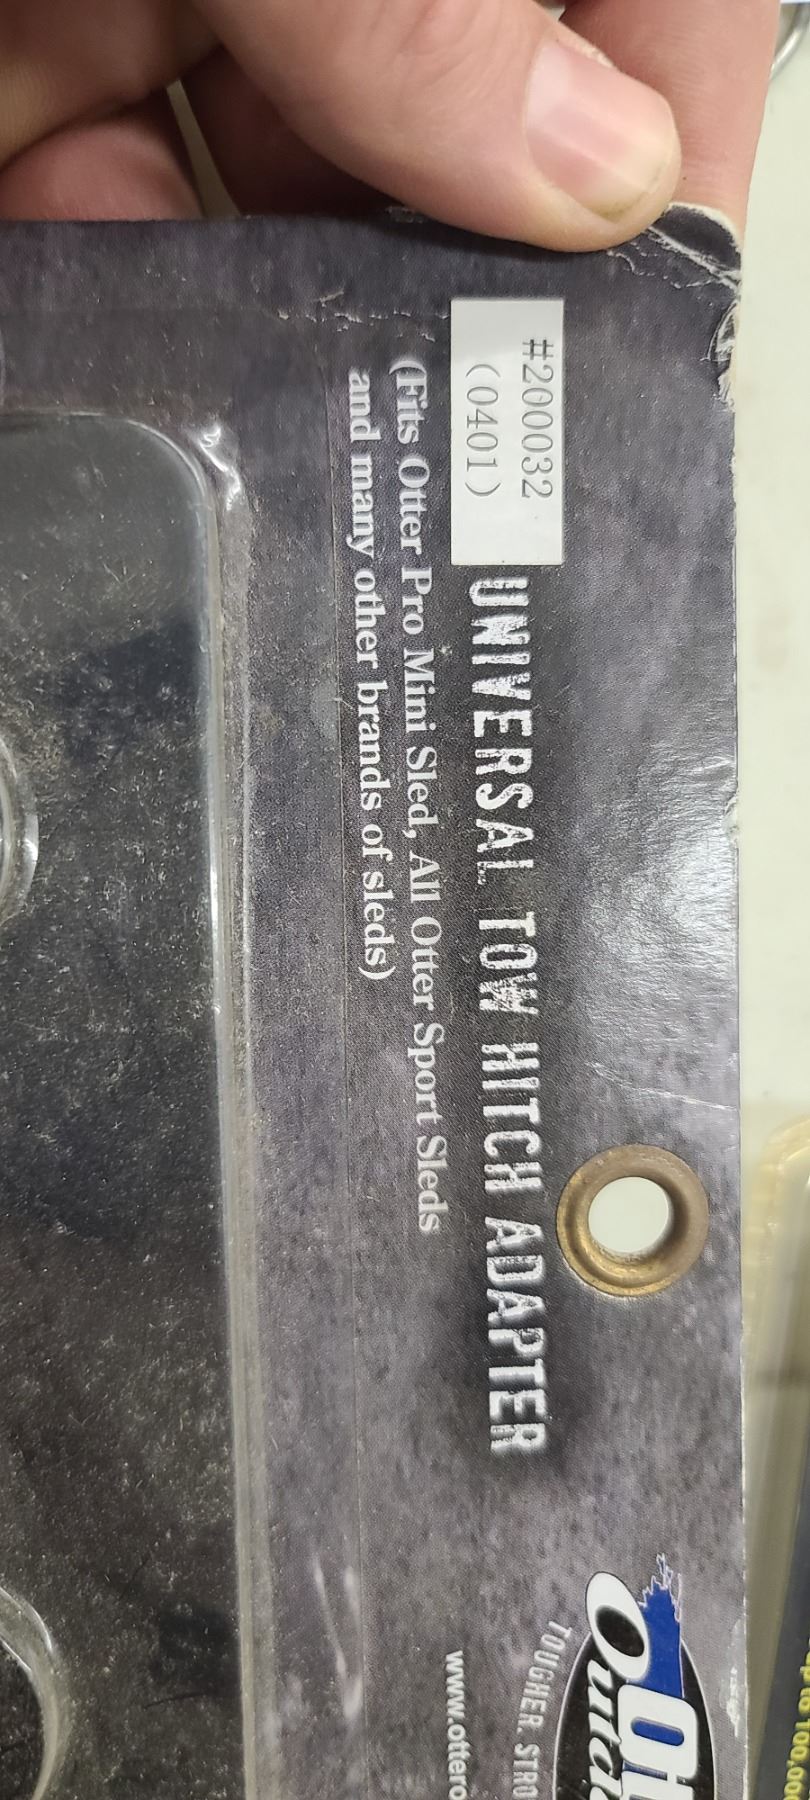 #200032
(0401)
UNIVERSAL TOW HITCH ADAPTER
(Fits Otter Pro Mini Sled, All Otter Sport Sleds
and many other brands of sleds)
TOUGHER.